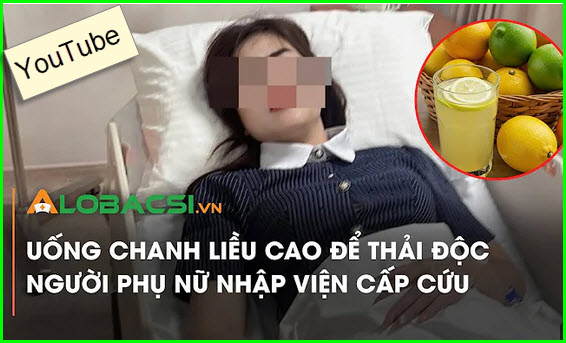 YouTube
ALOBACSI.VN
UỐNG CHANH LIỀU CAO ĐỂ THẢI ĐỘC
NGƯỜI PHỤ NỮ NHẬP VIỆN CẤP CỨU